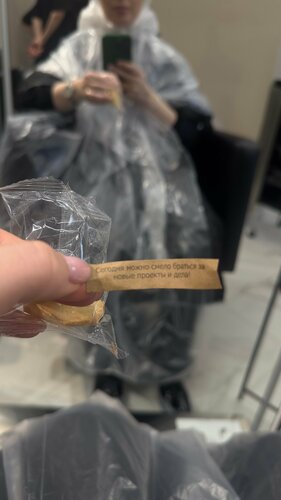 Сегодня можно смело браться за
новые проекты и дела!